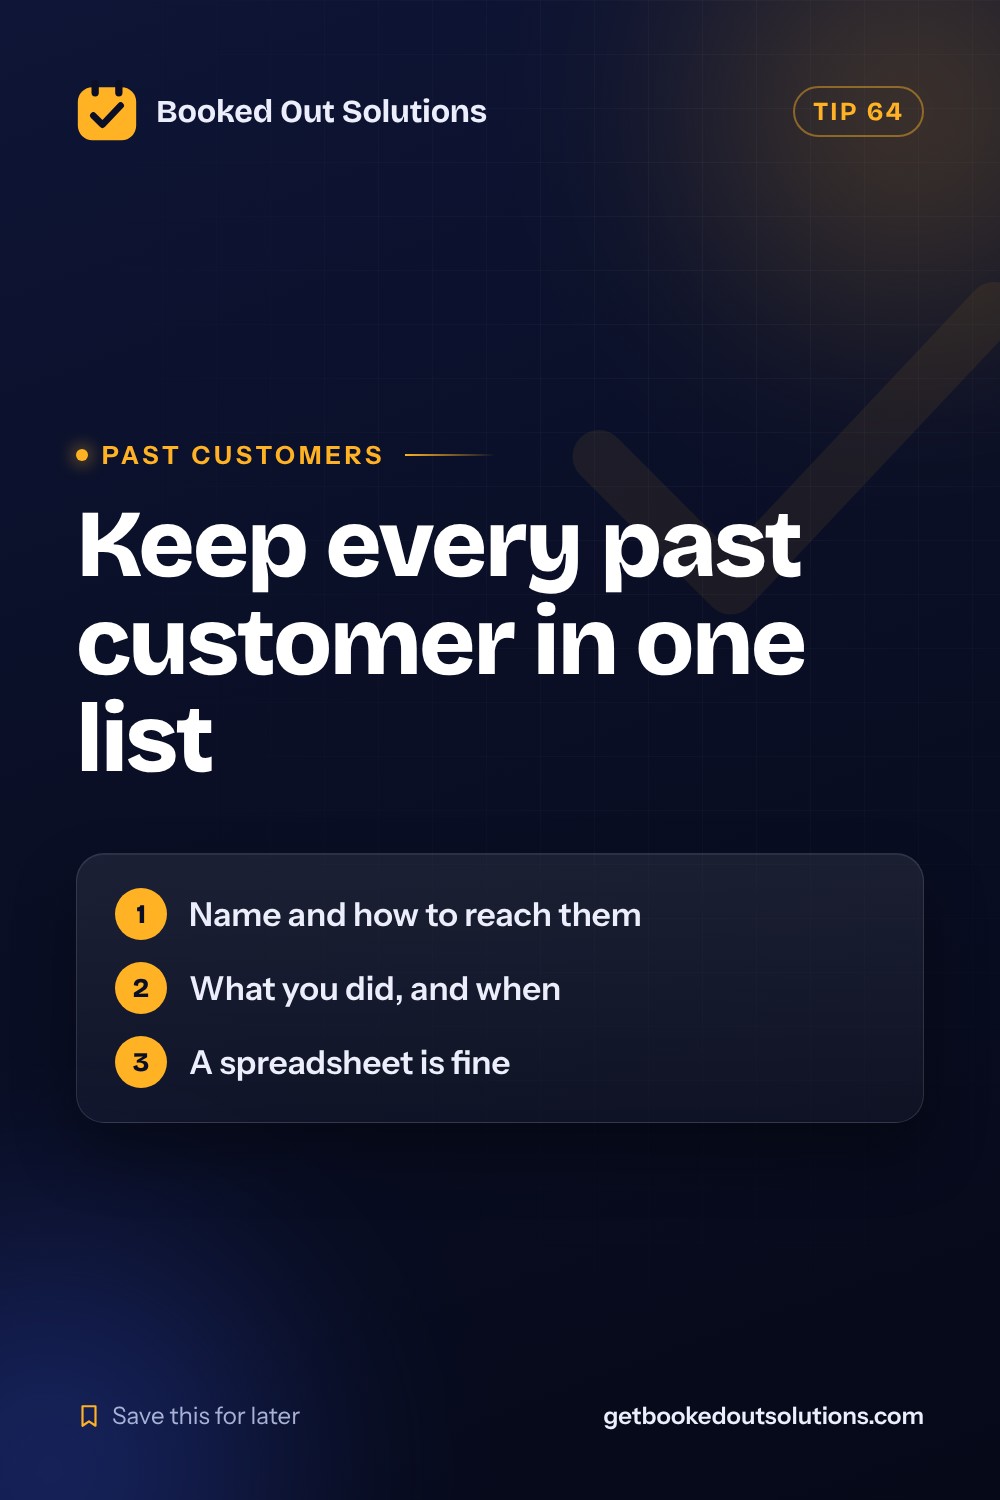 Booked Out Solutions
TIP 64
PAST CUSTOMERS
Keep every past
customer in one
list
1 Name and how to reach them
2 What you did, and when
3 A spreadsheet is fine
Save this for later
getbookedoutsolutions.com